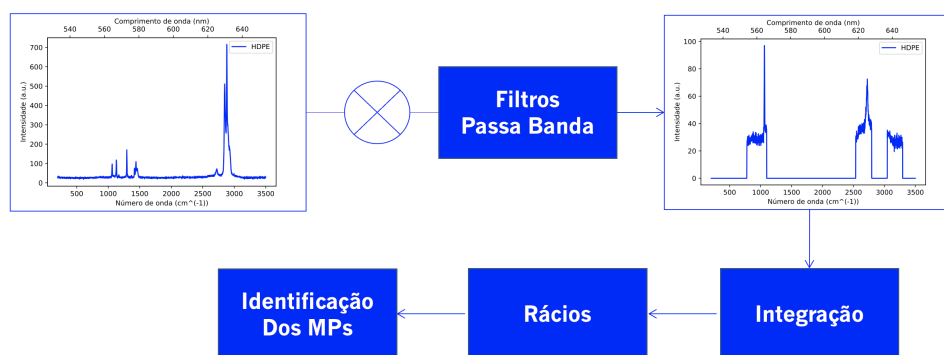 Comprimento de onda (nm)
540 560 580 600 620 640
HDPE
Intensidade (a.u.)
700
600
500
400
300
200
100
0
500 1000 1500 2000 2500 3000 3500
Número de onda (cm^(-1))
Filtros
Passa Banda
Comprimento de onda (nm)
540 560 580 600 620 640
HDPE
Intensidade (a.u.)
100
80
60
40
20
0
500 1000 1500 2000 2500 3000 3500
Número de onda (cm^(-1))
Identificação
Dos MPs
Rácios
Integração